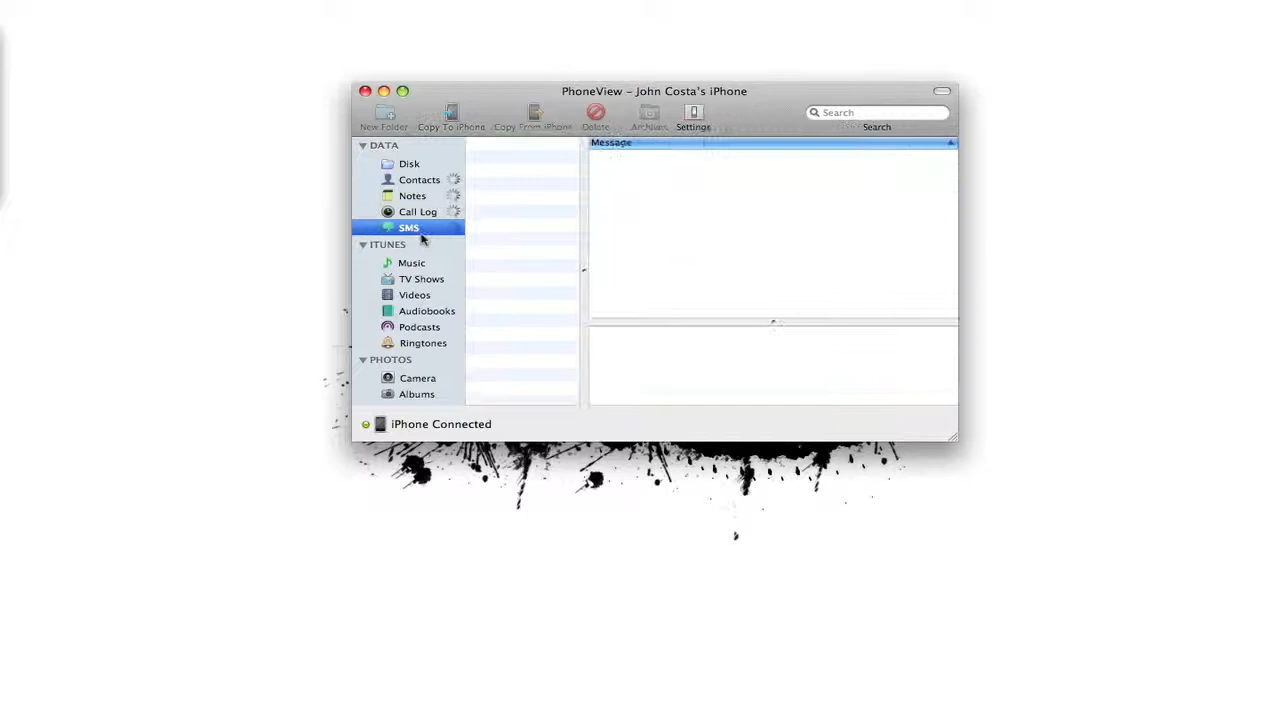 PhoneView – John Costa's iPhone
New Folder
Copy To iPhone
Copy From iPhone
Delete
Archives
Settings
Search
Search
DATA
Disk
Contacts
Notes
Call Log
SMS
ITUNES
Music
TV Shows
Videos
Audiobooks
Podcasts
Ringtones
PHOTOS
Camera
Albums
Message
iPhone Connected